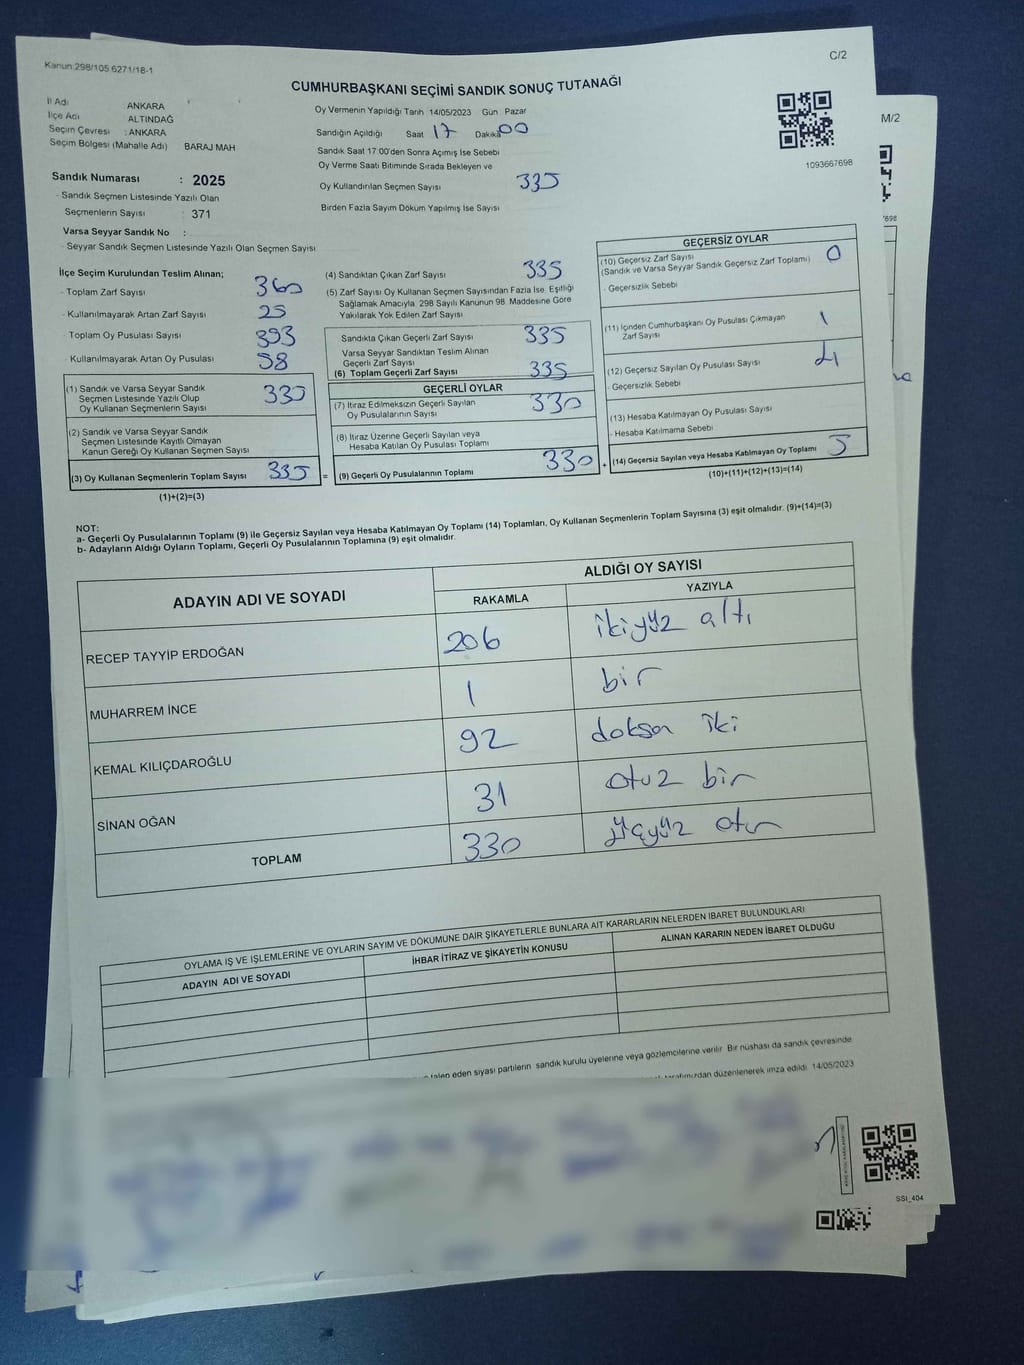 Kanun:298/105 6271/18-1
C/2
CUMHURBAŞKANI SEÇİMİ SANDIK SONUÇ TUTANAĞI
İl Adı ANKARA
İlçe Adı ALTINDAĞ
Seçim Çevresi : ANKARA
Seçim Bölgesi (Mahalle Adı) BARAJ MAH
Sandık Numarası : 2025
- Sandık Seçmen Listesinde Yazılı Olan
Seçmenlerin Sayısı : 371
Varsa Seyyar Sandık No :
- Seyyar Sandık Seçmen Listesinde Yazılı Olan Seçmen Sayısı
Oy Vermenin Yapıldığı Tarih 14/05/2023 Gün Pazar
Sandığın Açıldığı Saat 17 Dakika 00
Sandık Saat 17:00'den Sonra Açımış İse Sebebi
Oy Verme Saati Bitiminde Sırada Bekleyen ve
Oy Kullandırılan Seçmen Sayısı 335
Birden Fazla Sayım Döküm Yapılmış İse Sayısı
1093667698
M/2
İlçe Seçim Kurulundan Teslim Alınan;
- Toplam Zarf Sayısı 360
- Kullanılmayarak Artan Zarf Sayısı 25
- Toplam Oy Pusulası Sayısı 393
- Kullanılmayarak Artan Oy Pusulası 58
(1) Sandık ve Varsa Seyyar Sandık
Seçmen Listesinde Yazılı Olup
Oy Kullanan Seçmenlerin Sayısı 335
(2) Sandık ve Varsa Seyyar Sandık
Seçmen Listesinde Kayıtlı Olmayan
Kanun Gereği Oy Kullanan Seçmen Sayısı
(3) Oy Kullanan Seçmenlerin Toplam Sayısı 335
(1)+(2)=(3)
(4) Sandıktan Çıkan Zarf Sayısı 335
(5) Zarf Sayısı Oy Kullanan Seçmen Sayısından Fazla İse. Eşitliği
Sağlamak Amacıyla. 298 Sayılı Kanunun 98. Maddesine Göre
Yakılarak Yok Edilen Zarf Sayısı
Sandıkta Çıkan Geçerli Zarf Sayısı 335
Varsa Seyyar Sandıktan Teslim Alınan
Geçerli Zarf Sayısı
(6) Toplam Geçerli Zarf Sayısı 335
GEÇERLİ OYLAR
(7) İtiraz Edilmeksizin Geçerli Sayılan
Oy Pusulalarının Sayısı 330
(8) İtiraz Üzerine Geçerli Sayılan veya
Hesaba Katılan Oy Pusulası Toplamı
= (9) Geçerli Oy Pusulalarının Toplamı 330 +
GEÇERSİZ OYLAR
(10) Geçersiz Zarf Sayısı 0
(Sandık ve Varsa Seyyar Sandık Geçersiz Zarf Toplamı)
- Geçersizlik Sebebi
(11) İçinden Cumhurbaşkanı Oy Pusulası Çıkmayan 1
Zarf Sayısı
(12) Geçersiz Sayılan Oy Pusulası Sayısı 4
- Geçersizlik Sebebi
(13) Hesaba Katılmayan Oy Pusulası Sayısı
- Hesaba Katılmama Sebebi
(14) Geçersiz Sayılan veya Hesaba Katılmayan Oy Toplamı 5
(10)+(11)+(12)+(13)=(14)
NOT:
a- Geçerli Oy Pusulalarının Toplamı (9) ile Geçersiz Sayılan veya Hesaba Katılmayan Oy Toplamı (14) Toplamları, Oy Kullanan Seçmenlerin Toplam Sayısına (3) eşit olmalıdır. (9)+(14)=(3)
b- Adayların Aldığı Oyların Toplamı, Geçerli Oy Pusulalarının Toplamına (9) eşit olmalıdır.
ADAYIN ADI VE SOYADI
ALDIĞI OY SAYISI
RAKAMLA YAZIYLA
RECEP TAYYİP ERDOĞAN 206 ikiyüz altı
MUHARREM İNCE 1 bir
KEMAL KILIÇDAROĞLU 92 doksan iki
SİNAN OĞAN 31 otuz bir
TOPLAM 330 üçyüz otuz
OYLAMA İŞ VE İŞLEMLERİNE VE OYLARIN SAYIM VE DÖKÜMÜNE DAİR ŞİKAYETLERLE BUNLARA AİT KARARLARIN NELERDEN İBARET BULUNDUKLARI
ADAYIN ADI VE SOYADI İHBAR İTİRAZ VE ŞİKAYETİN KONUSU ALINAN KARARIN NEDEN İBARET OLDUĞU
talep eden siyası partilerin sandık kurulu üyelerine veya gözlemcilerine verilir Bir nüshası da sandık çevresinde
tarafımızdan düzenlenerek imza edildi. 14/05/2023
SSI_404